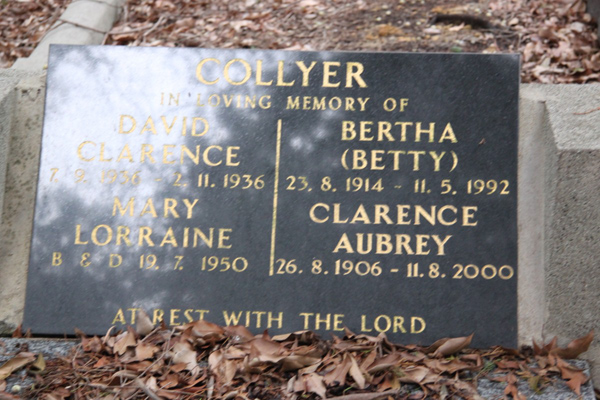 COLLYER
IN LOVING MEMORY OF
DAVID
CLARENCE
7. 9. 1936 - 2. 11. 1936
MARY
LORRAINE
B & D 19. 7. 1950
BERTHA
(BETTY)
23. 8. 1914 - 11. 5. 1992
CLARENCE
AUBREY
26. 8. 1906 - 11. 8. 2000
AT REST WITH THE LORD